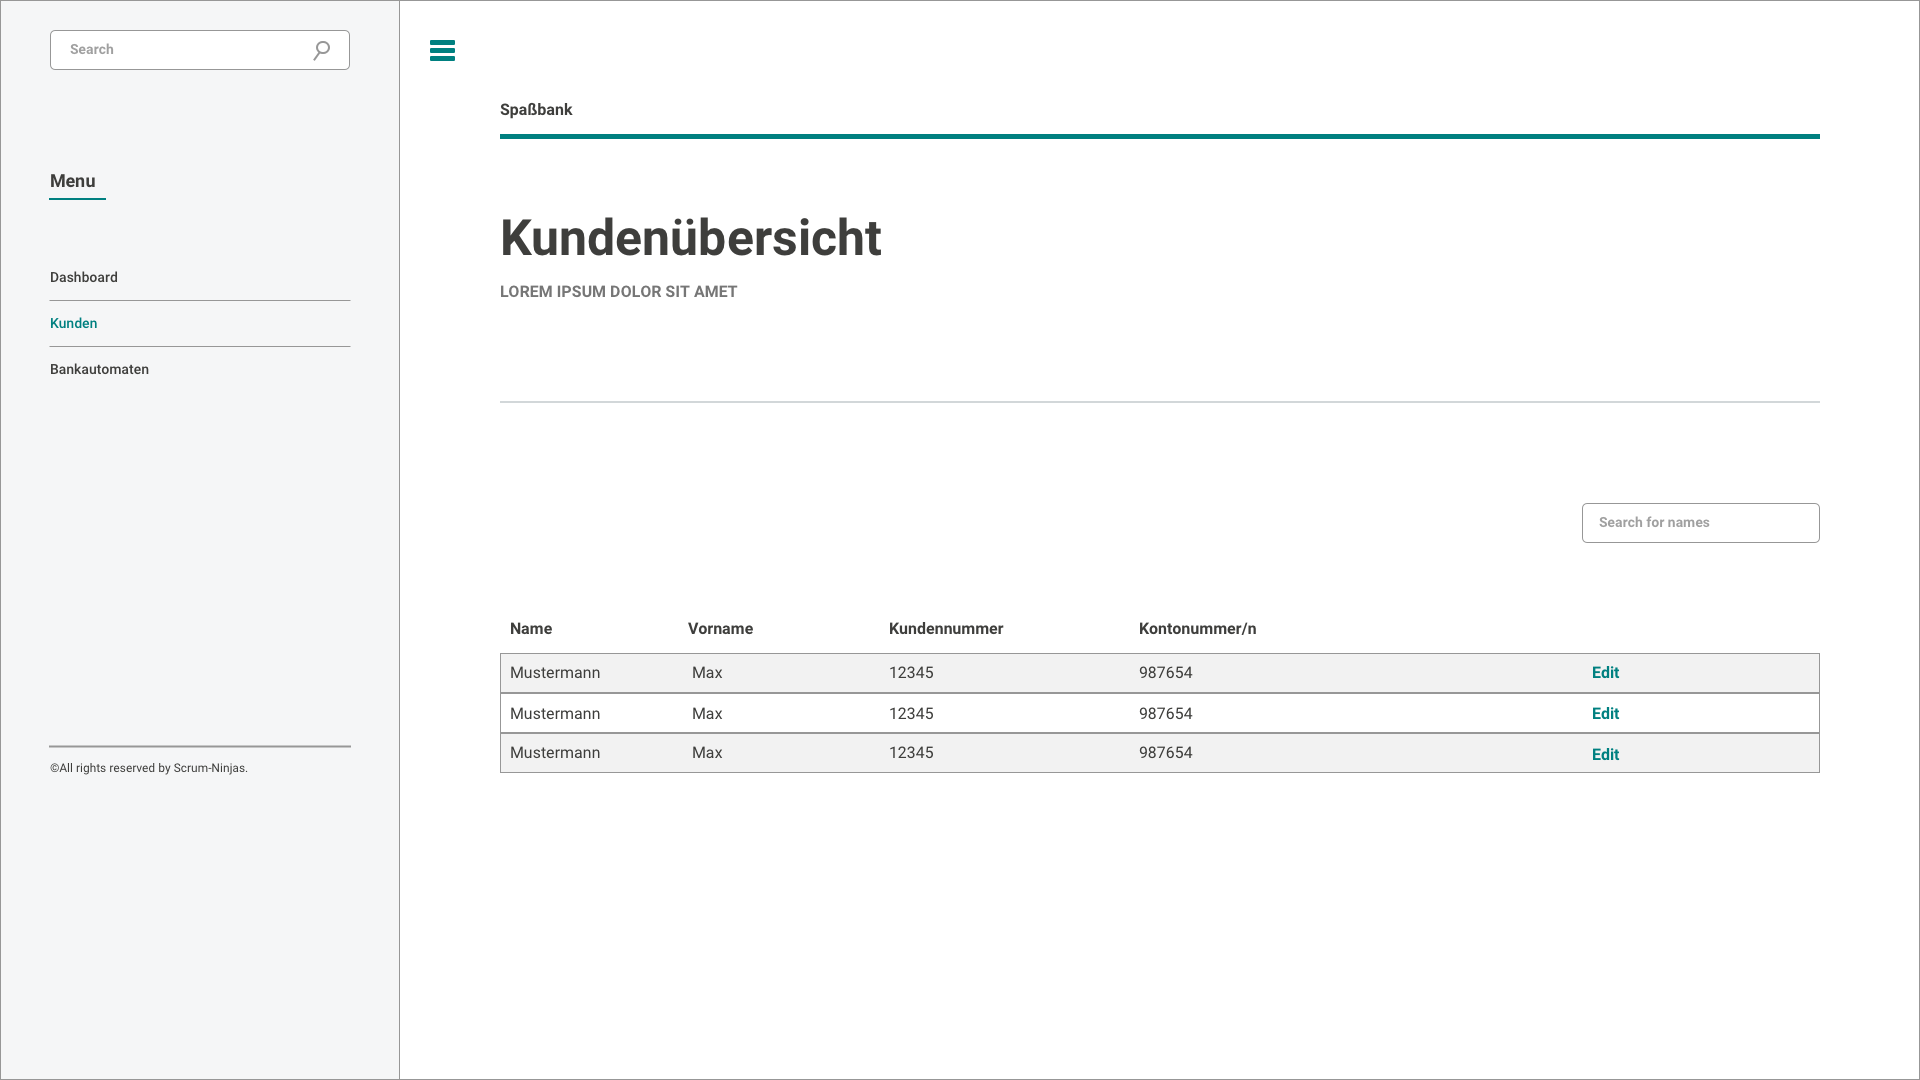 Search
Menu
Dashboard
Kunden
Bankautomaten
©All rights reserved by Scrum-Ninjas.
Spaßbank
Kundenübersicht
LOREM IPSUM DOLOR SIT AMET
Search for names
Name Vorname Kundennummer Kontonummer/n
Mustermann Max 12345 987654 Edit
Mustermann Max 12345 987654 Edit
Mustermann Max 12345 987654 Edit